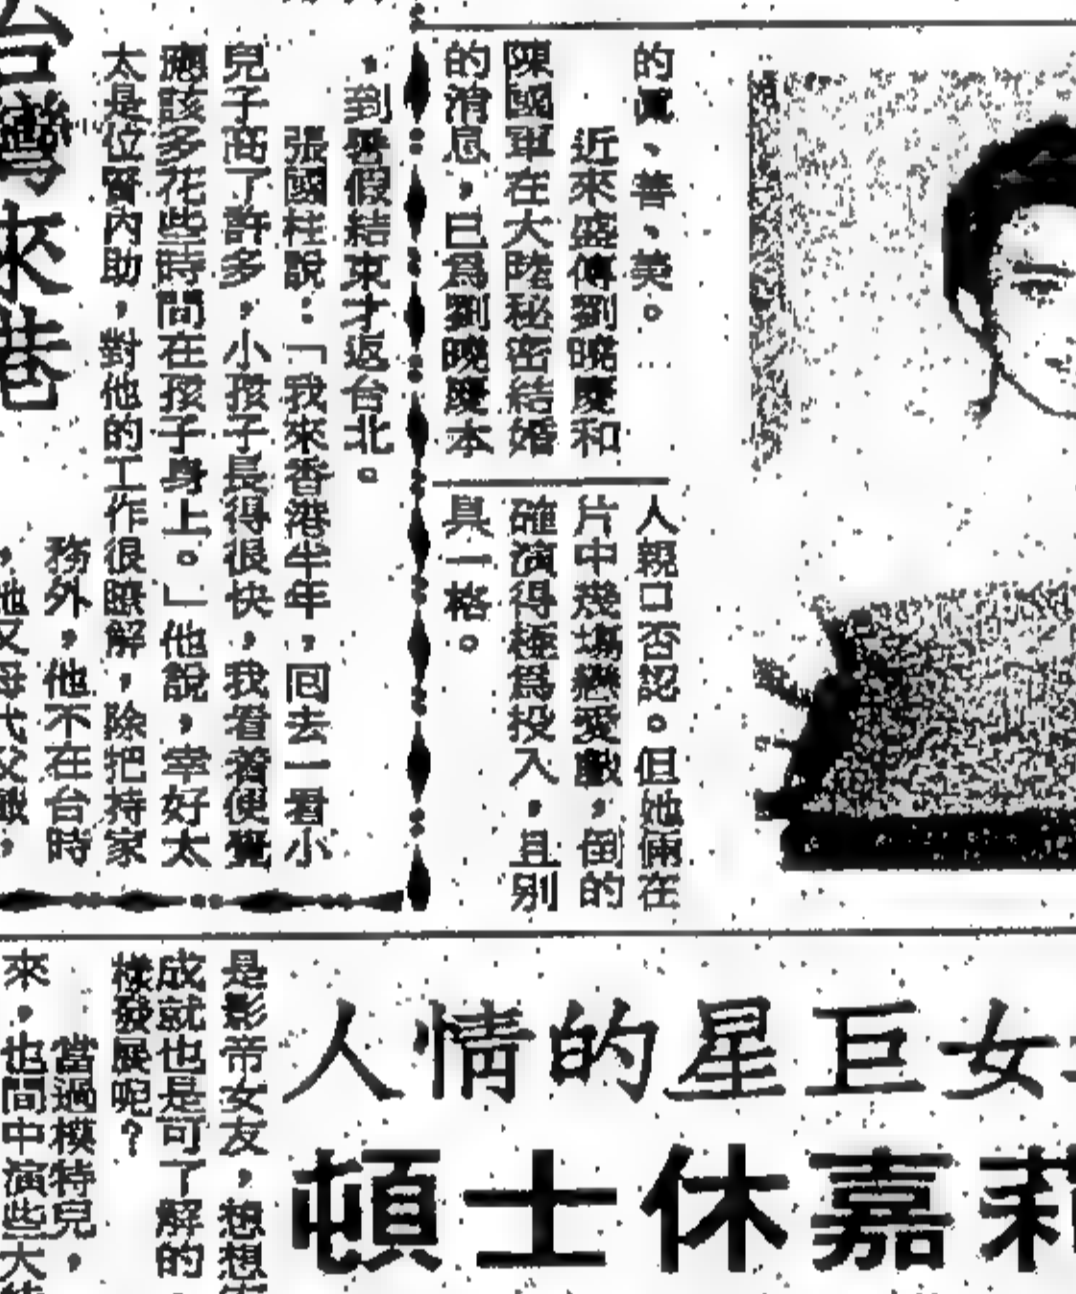 的眞、善、美。
近來盛傳劉曉慶和
陳國軍在大陸秘密結婚
的消息，已爲劉曉慶本
人親口否認。但她倆在
片中幾場戀愛戲，倒的
確演得極爲投入，且別
具一格。
，到暑假結束才返台北。
張國柱說：「我來香港半年，回去一看小
兒子高了許多，小孩子長得很快，我看着便覺
應該多花些時間在孩子身上。」他說，幸好太
太是位賢內助，對他的工作很瞭解，除把持家
務外，他不在台時
，她又母代父職，
台灣來港
女巨星的情人
莉嘉休士頓
是影帝女友，想想
成就也是可了解的
樣發展呢？
當過模特兒，
來，也間中演些大